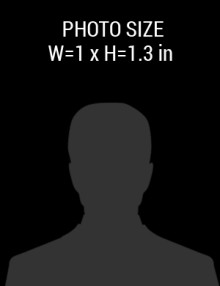 PHOTO SIZE
W=1 x H=1.3 in